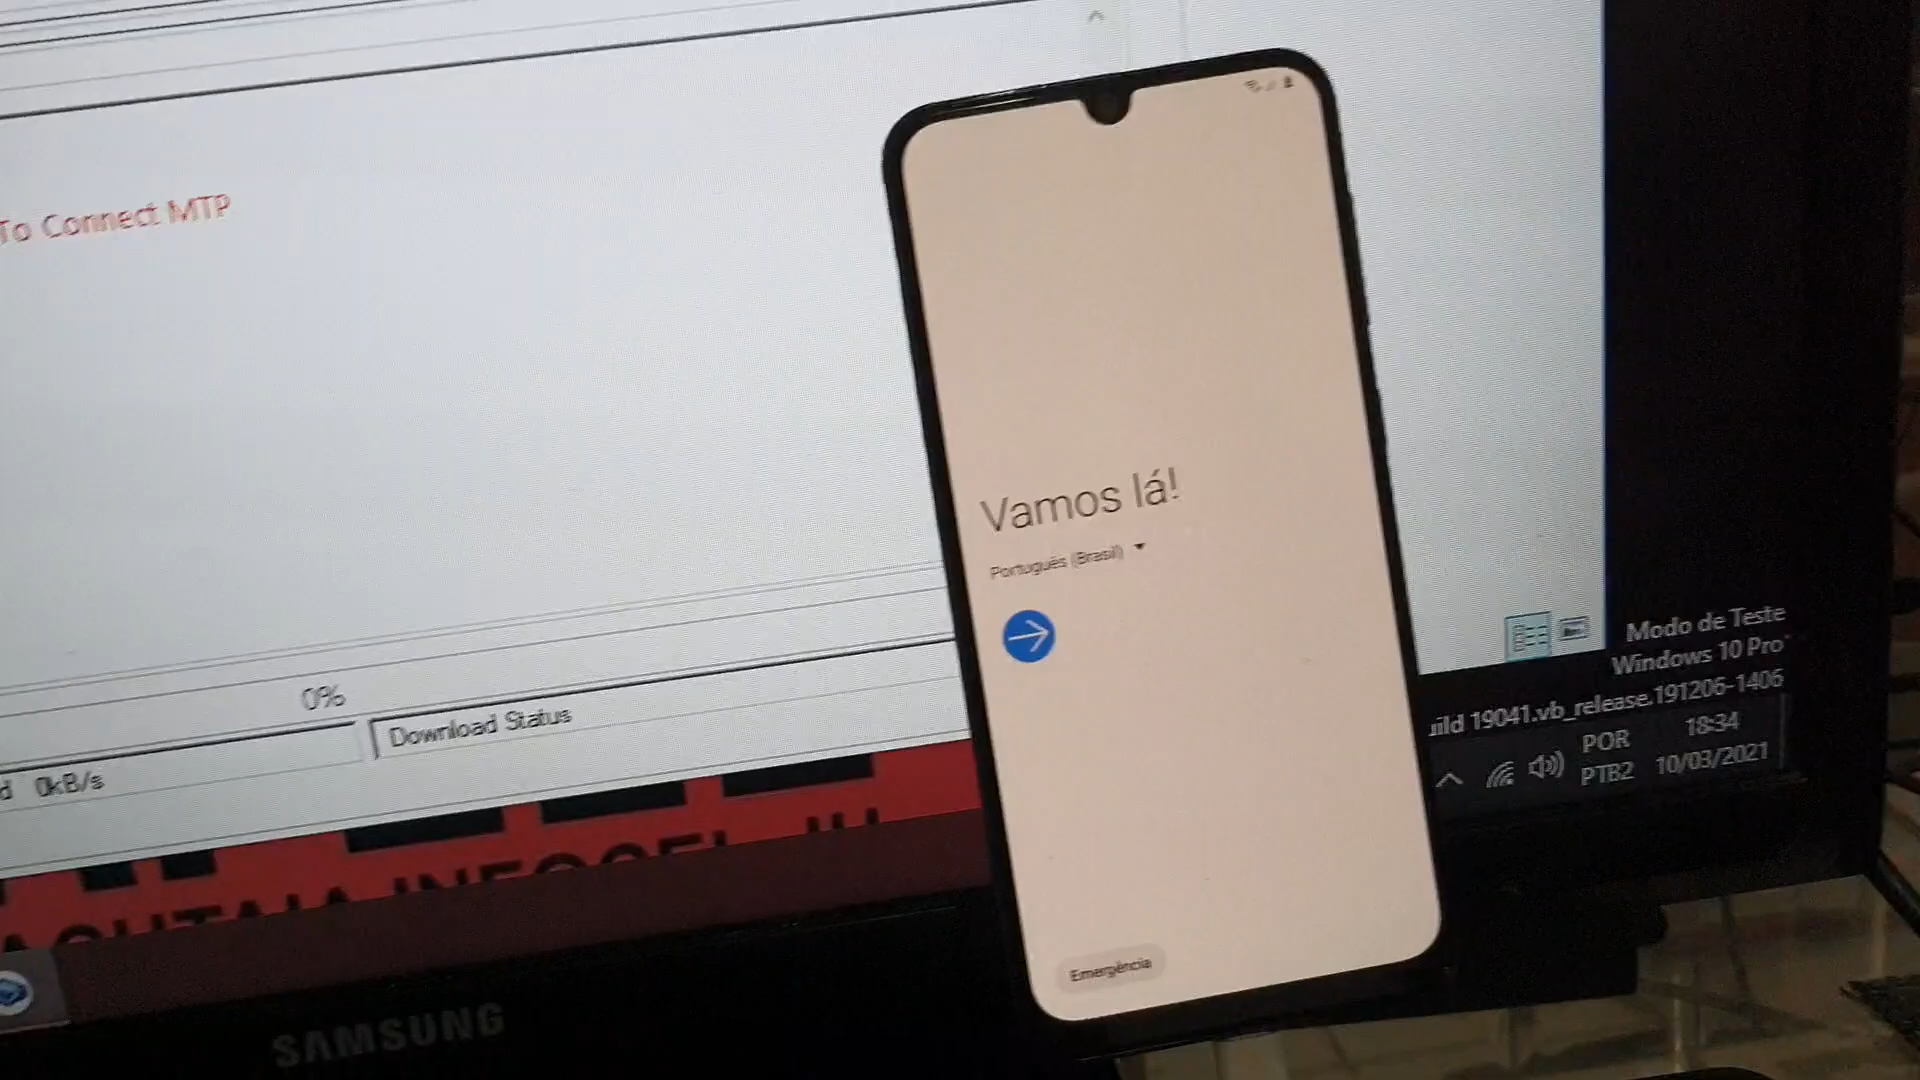 To Connect MTP
Vamos lá!
Português (Brasil)
Emergência
0%
Download Status
0kB/s
Modo de Teste
Windows 10 Pro
uild 19041.vb_release.191206-1406
POR
PTB2
18:34
10/03/2021
SAMSUNG